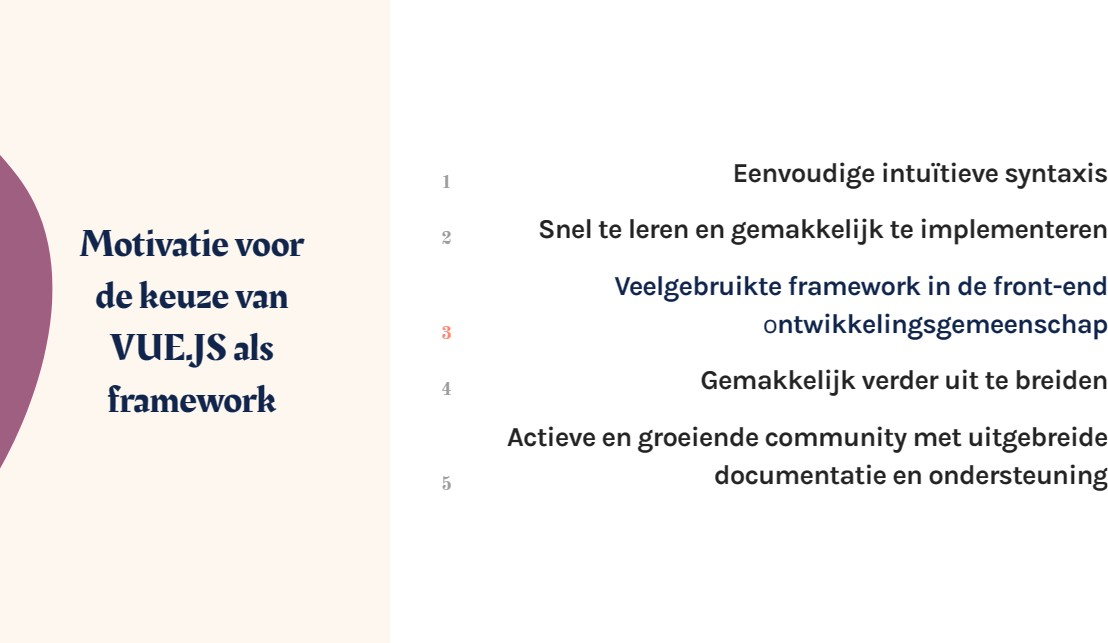 Motivatie voor
de keuze van
VUE.JS als
framework
1 Eenvoudige intuïtieve syntaxis
2 Snel te leren en gemakkelijk te implementeren
Veelgebruikte framework in de front-end
3 ontwikkelingsgemeenschap
4 Gemakkelijk verder uit te breiden
Actieve en groeiende community met uitgebreide
5 documentatie en ondersteuning